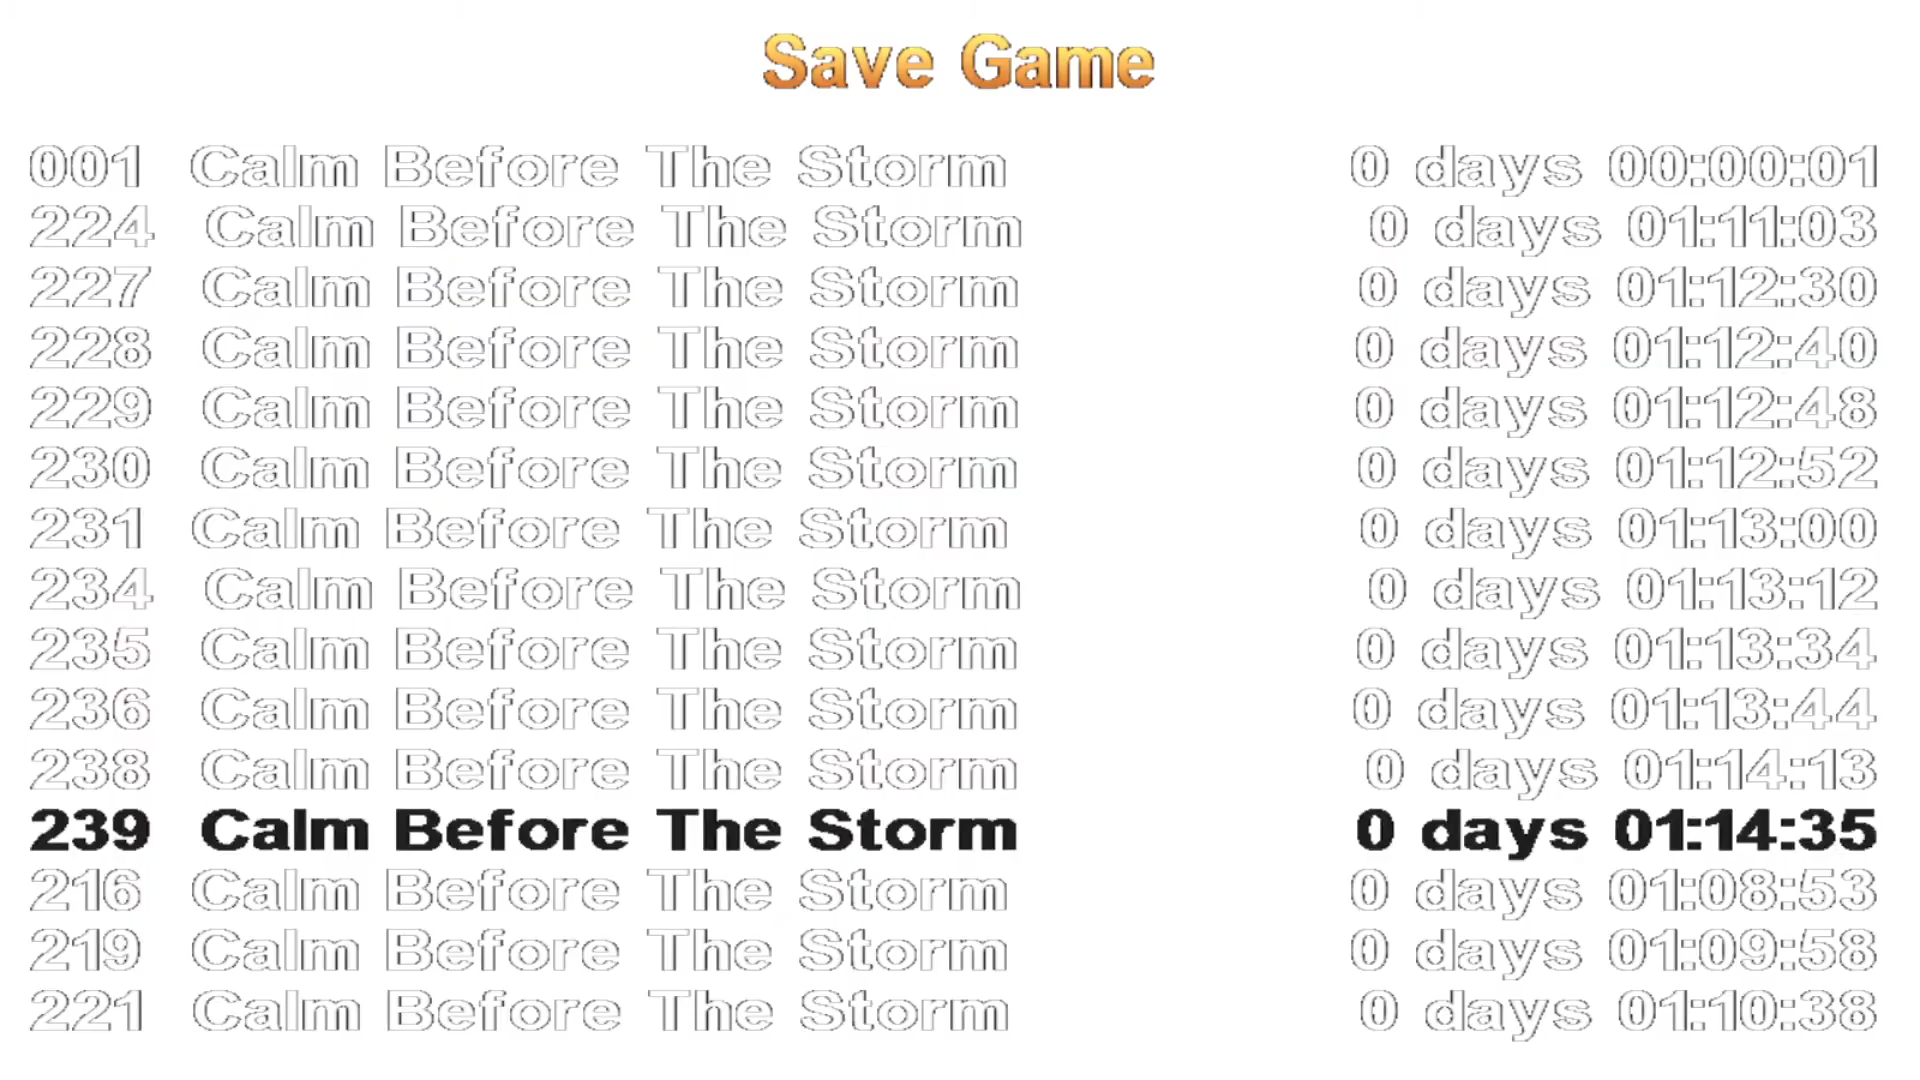 Save Game
001 Calm Before The Storm 0 days 00:00:01
224 Calm Before The Storm 0 days 01:11:03
227 Calm Before The Storm 0 days 01:12:30
228 Calm Before The Storm 0 days 01:12:40
229 Calm Before The Storm 0 days 01:12:48
230 Calm Before The Storm 0 days 01:12:52
231 Calm Before The Storm 0 days 01:13:00
234 Calm Before The Storm 0 days 01:13:12
235 Calm Before The Storm 0 days 01:13:34
236 Calm Before The Storm 0 days 01:13:44
238 Calm Before The Storm 0 days 01:14:13
239 Calm Before The Storm 0 days 01:14:35
216 Calm Before The Storm 0 days 01:08:53
219 Calm Before The Storm 0 days 01:09:58
221 Calm Before The Storm 0 days 01:10:38